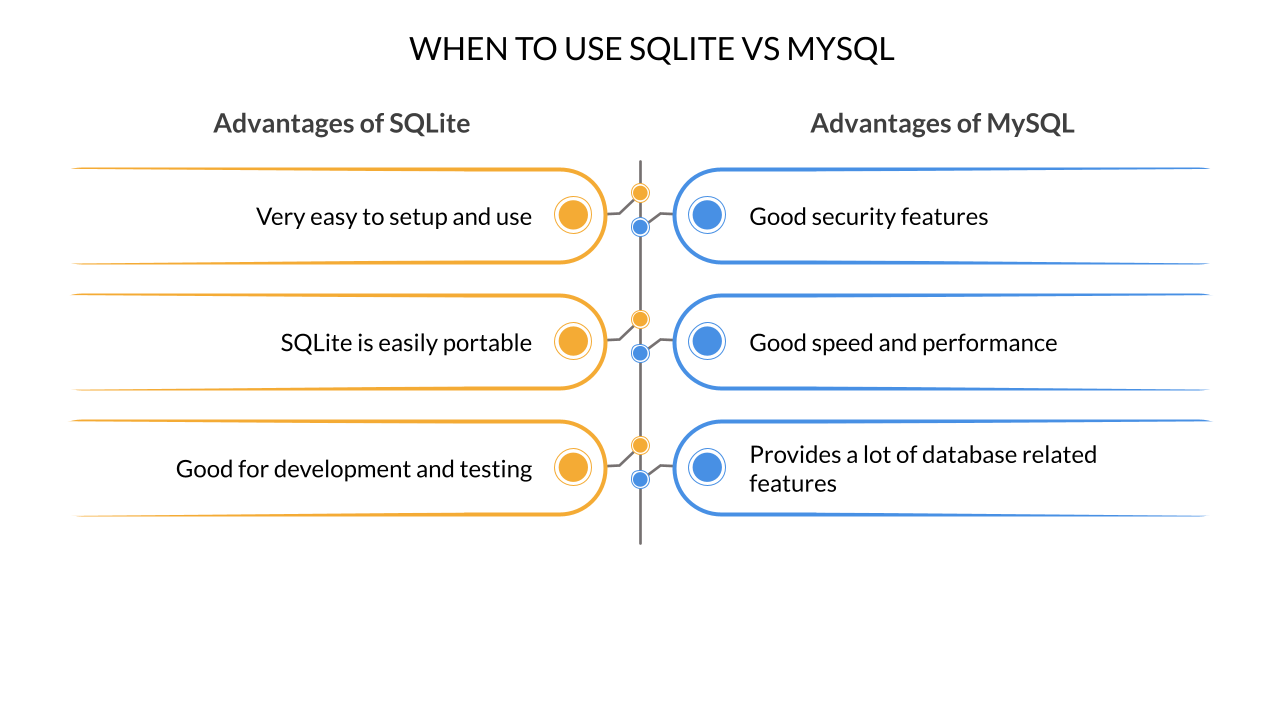 WHEN TO USE SQLITE VS MYSQL
Advantages of SQLite
Very easy to setup and use
SQLite is easily portable
Good for development and testing
Advantages of MySQL
Good security features
Good speed and performance
Provides a lot of database related
features